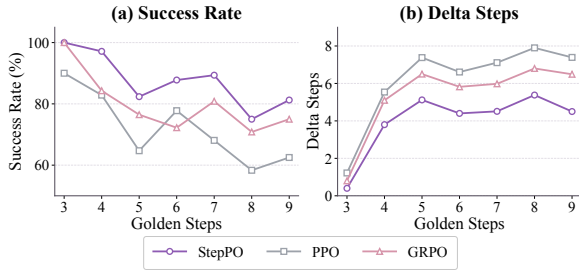 (a) Success Rate
Success Rate (%)
100
80
60
3 4 5 6 7 8 9
Golden Steps
(b) Delta Steps
Delta Steps
8
6
4
2
0
3 4 5 6 7 8 9
Golden Steps
StepPO PPO GRPO